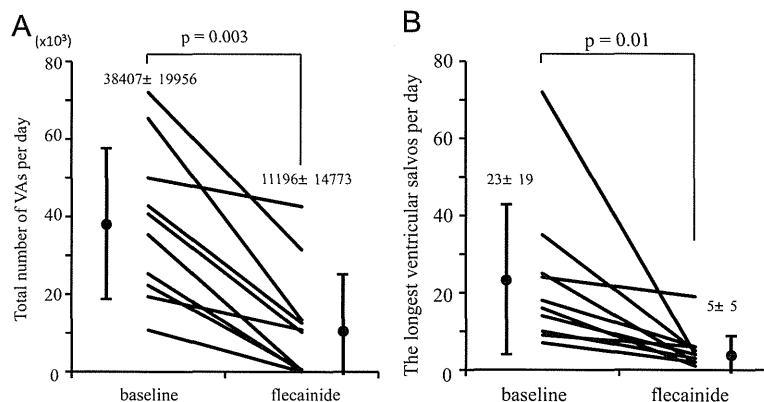 A
(x10³)
p = 0.003
80
38407± 19956
60
11196± 14773
40
20
0
Total number of VAs per day
baseline
flecainide
B
p = 0.01
80
60
23± 19
40
20
5± 5
0
The longest ventricular salvos per day
baseline
flecainide